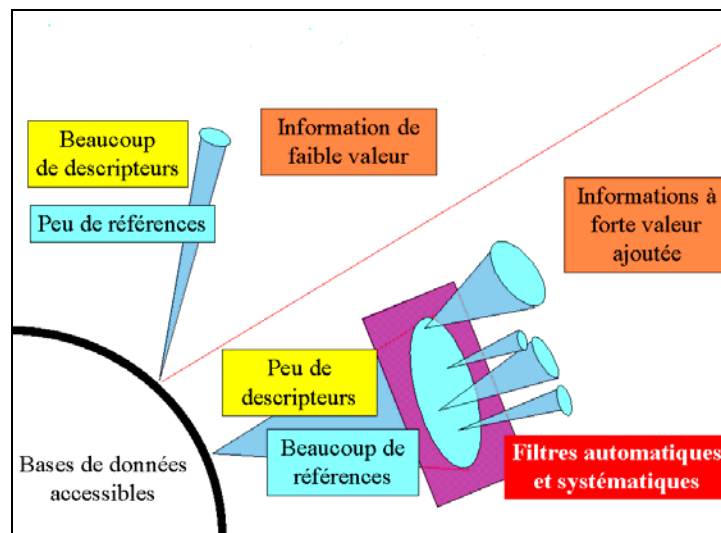 Beaucoup
de descripteurs
Peu de références
Information de
faible valeur
Informations à
forte valeur
ajoutée
Peu de
descripteurs
Beaucoup de
références
Bases de données
accessibles
Filtres automatiques
et systématiques